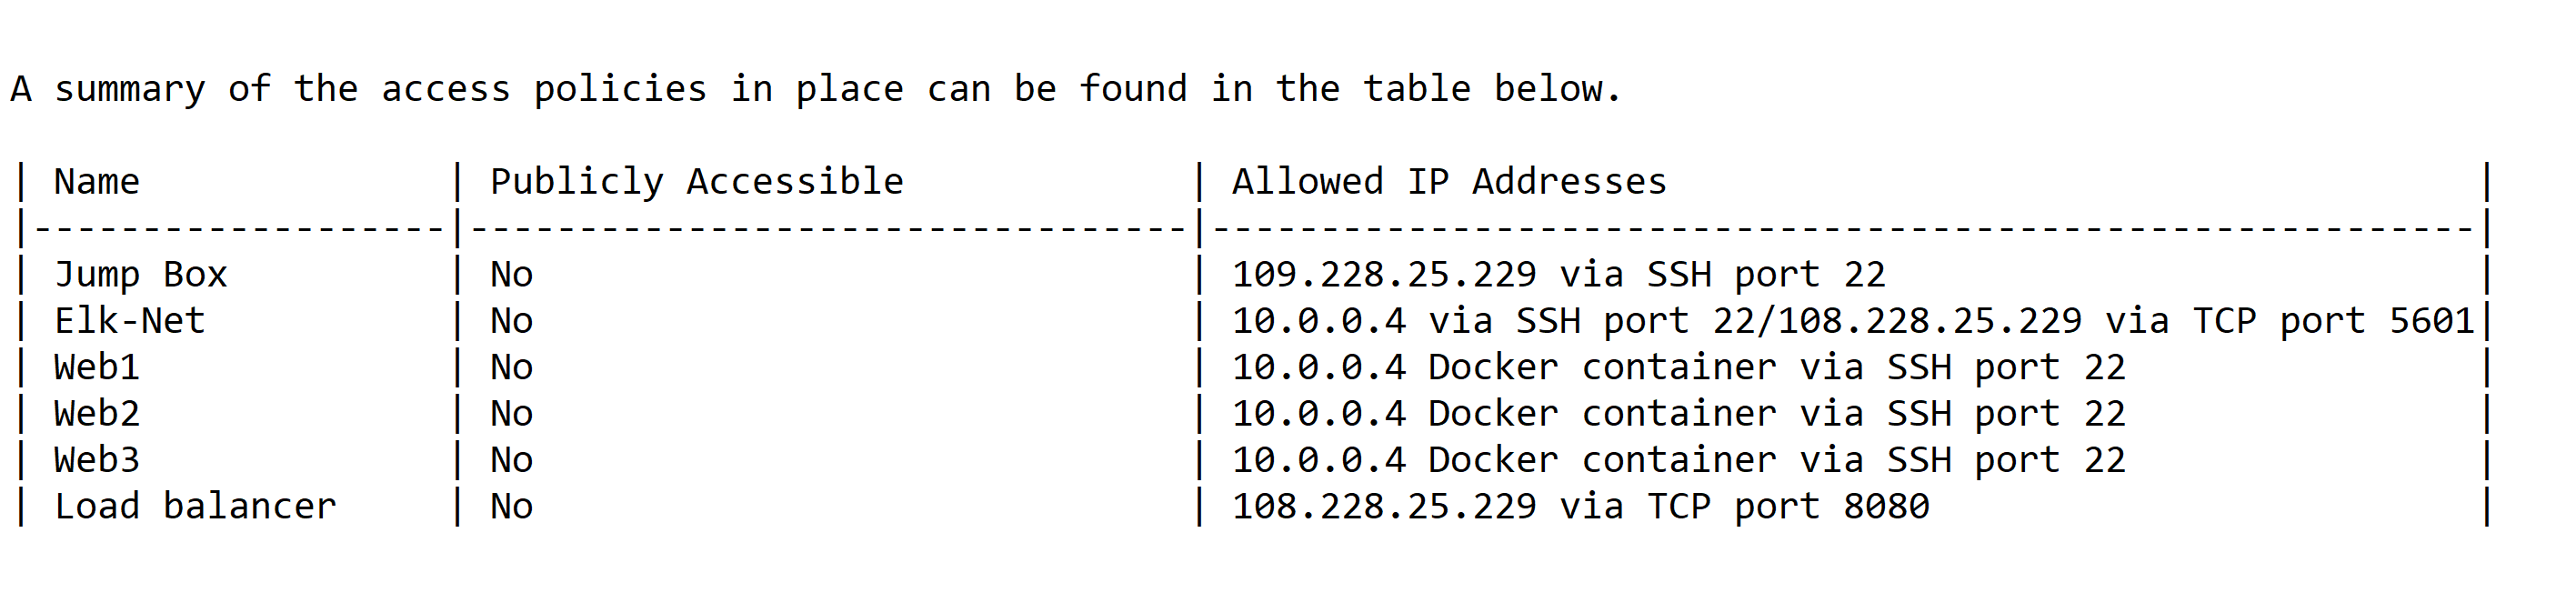 A summary of the access policies in place can be found in the table below.
| Name | Publicly Accessible | Allowed IP Addresses |
|-------------------|---------------------------------|----------------------------------------------------------|
| Jump Box | No | 109.228.25.229 via SSH port 22 |
| Elk-Net | No | 10.0.0.4 via SSH port 22/108.228.25.229 via TCP port 5601|
| Web1 | No | 10.0.0.4 Docker container via SSH port 22 |
| Web2 | No | 10.0.0.4 Docker container via SSH port 22 |
| Web3 | No | 10.0.0.4 Docker container via SSH port 22 |
| Load balancer | No | 108.228.25.229 via TCP port 8080 |